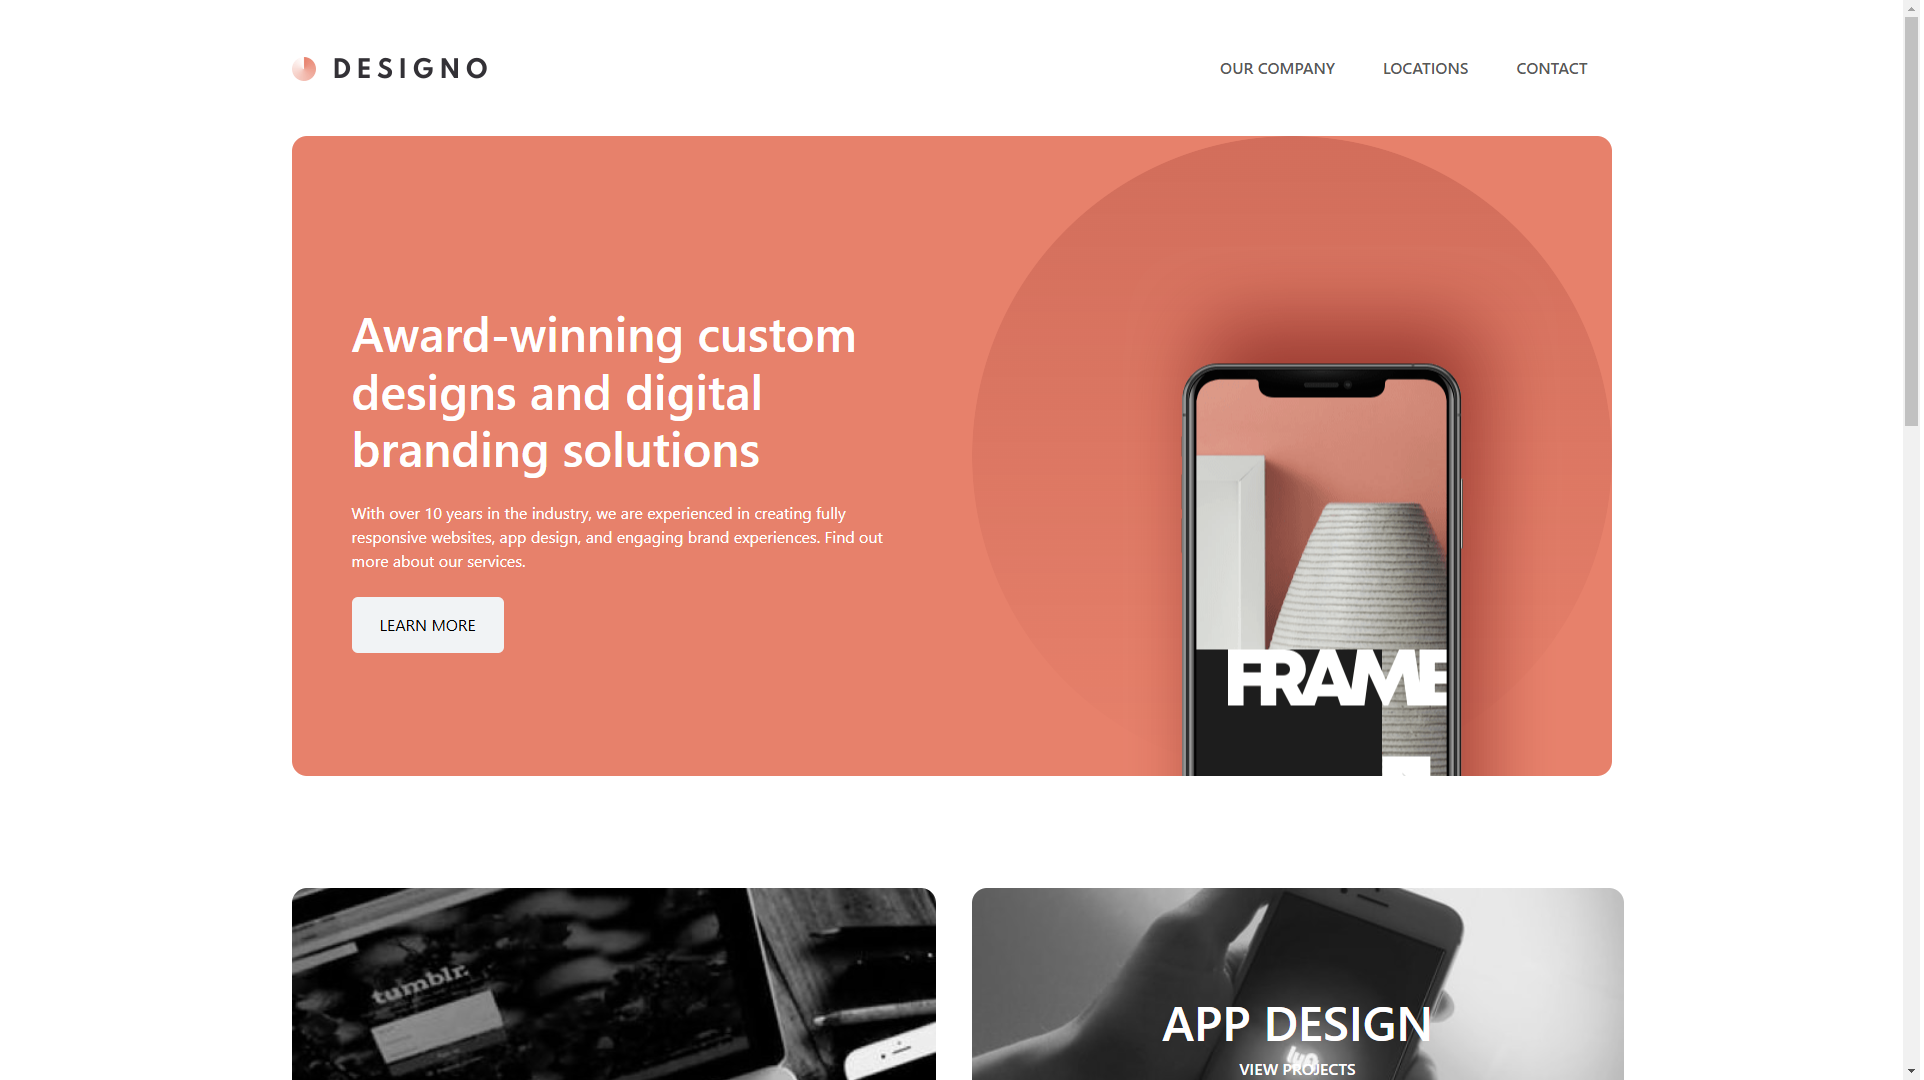 DESIGNO
OUR COMPANY
LOCATIONS
CONTACT
Award-winning custom
designs and digital
branding solutions
With over 10 years in the industry, we are experienced in creating fully
responsive websites, app design, and engaging brand experiences. Find out
more about our services.
LEARN MORE
FRAME
tumblr.
APP DESIGN
lyft
VIEW PROJECTS